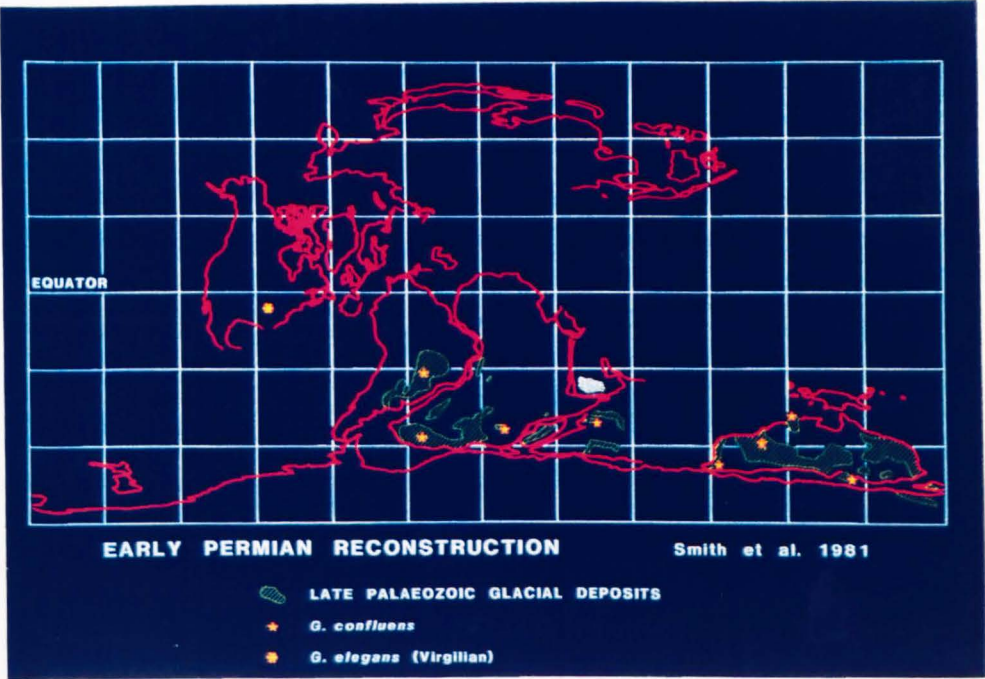 EQUATOR
EARLY PERMIAN RECONSTRUCTION Smith et al. 1981
LATE PALAEOZOIC GLACIAL DEPOSITS
G. confluens
G. elegans (Virgilian)